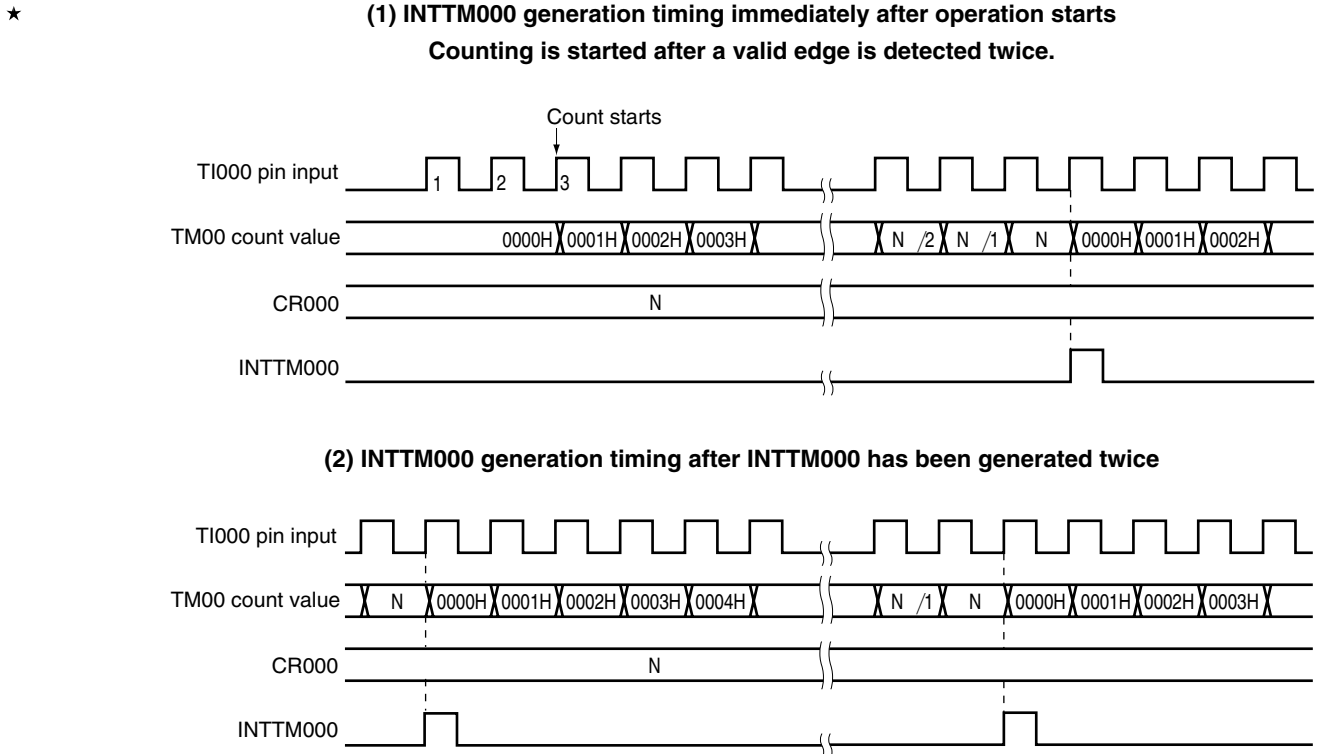 ★ (1) INTTM000 generation timing immediately after operation starts
Counting is started after a valid edge is detected twice.
Count starts
TI000 pin input 1 2 3
TM00 count value 0000H 0001H 0002H 0003H N /2 N /1 N 0000H 0001H 0002H
CR000 N
INTTM000
(2) INTTM000 generation timing after INTTM000 has been generated twice
TI000 pin input
TM00 count value N 0000H 0001H 0002H 0003H 0004H N /1 N 0000H 0001H 0002H 0003H
CR000 N
INTTM000